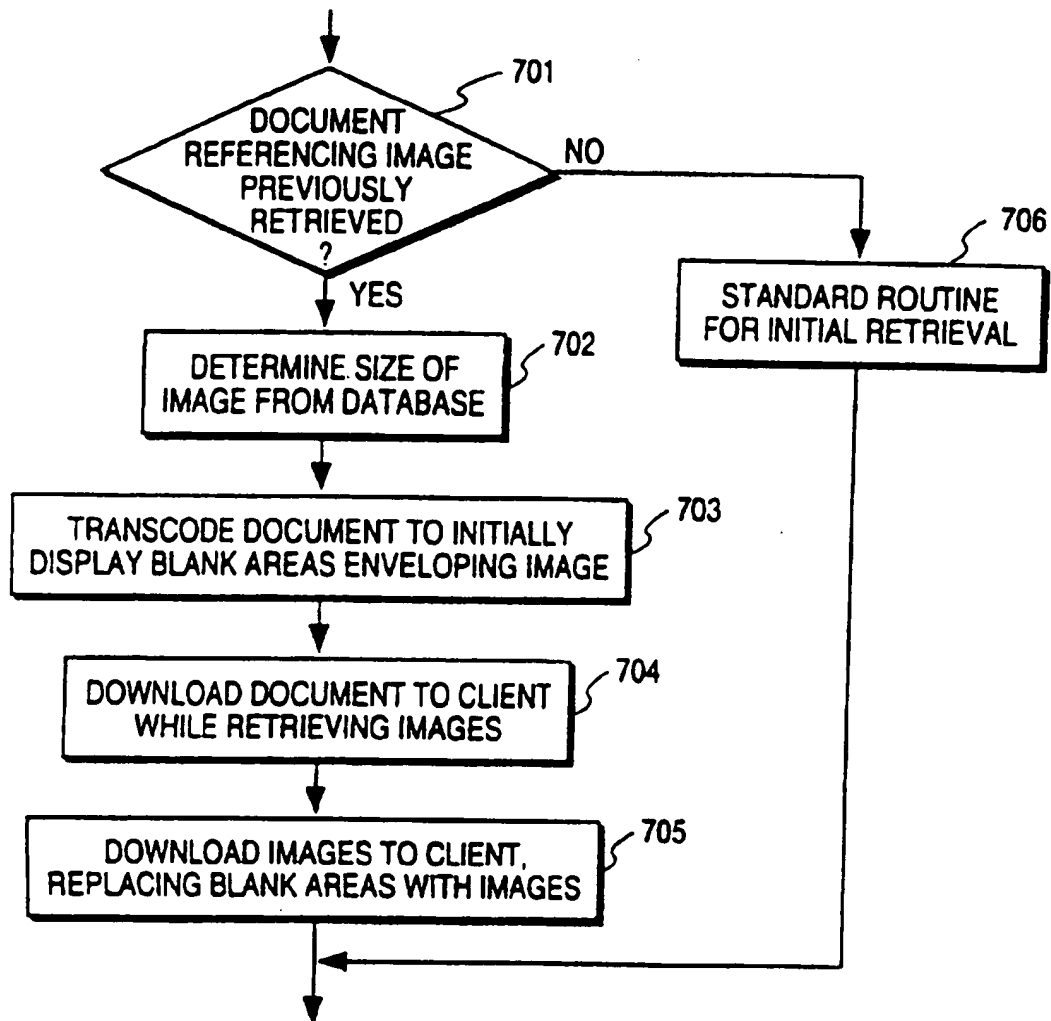 701
DOCUMENT
REFERENCING IMAGE
PREVIOUSLY
RETRIEVED
?
NO
YES
706
STANDARD ROUTINE
FOR INITIAL RETRIEVAL
702
DETERMINE SIZE OF
IMAGE FROM DATABASE
703
TRANSCODE DOCUMENT TO INITIALLY
DISPLAY BLANK AREAS ENVELOPING IMAGE
704
DOWNLOAD DOCUMENT TO CLIENT
WHILE RETRIEVING IMAGES
705
DOWNLOAD IMAGES TO CLIENT,
REPLACING BLANK AREAS WITH IMAGES